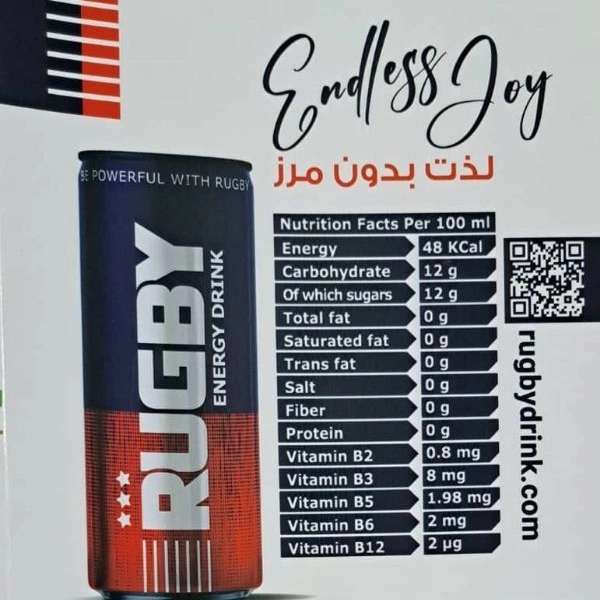 Endless Joy
لذت بدون مرز
BE POWERFUL WITH RUGBY
RUGBY
ENERGY DRINK
Nutrition Facts Per 100 ml
Energy 48 KCal
Carbohydrate 12 g
Of which sugars 12 g
Total fat 0 g
Saturated fat 0 g
Trans fat 0 g
Salt 0 g
Fiber 0 g
Protein 0 g
Vitamin B2 0.8 mg
Vitamin B3 8 mg
Vitamin B5 1.98 mg
Vitamin B6 2 mg
Vitamin B12 2 µg
rugbydrink.com